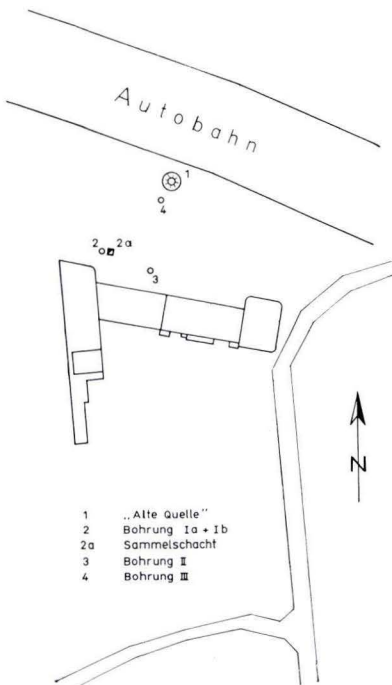 Autobahn
1
4
2 2a
3
N
1 „Alte Quelle"
2 Bohrung Ia + Ib
2a Sammelschacht
3 Bohrung II
4 Bohrung III